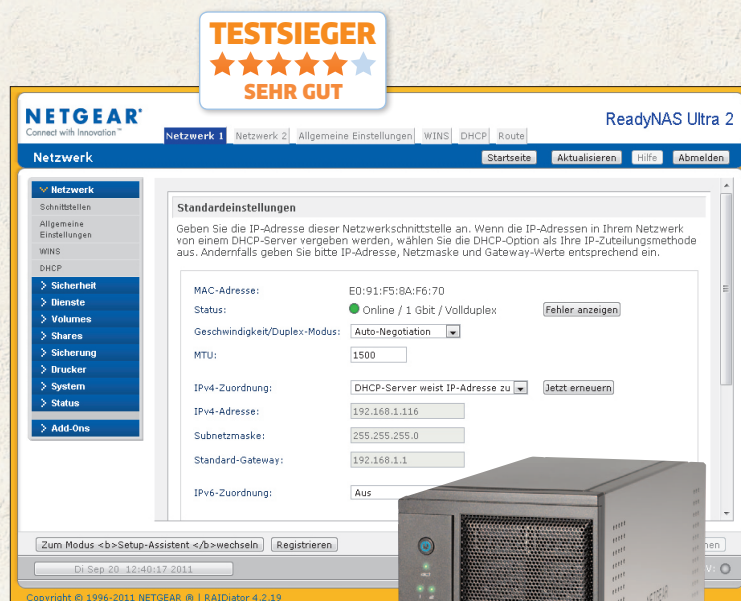 TESTSIEGER
SEHR GUT
NETGEAR®
Connect with Innovation™
ReadyNAS Ultra 2
Netzwerk 1 Netzwerk 2 Allgemeine Einstellungen WINS DHCP Route
Netzwerk
Startseite Aktualisieren Hilfe Abmelden
Netzwerk
Schnittstellen
Allgemeine
Einstellungen
WINS
DHCP
> Sicherheit
> Dienste
> Volumes
> Shares
> Sicherung
> Drucker
> System
> Status
> Add-Ons
Standardeinstellungen
Geben Sie die IP-Adresse dieser Netzwerkschnittstelle an. Wenn die IP-Adressen in Ihrem Netzwerk
von einem DHCP-Server vergeben werden, wählen Sie die DHCP-Option als Ihre IP-Zuteilungsmethode
aus. Andernfalls geben Sie bitte IP-Adresse, Netzmaske und Gateway-Werte entsprechend ein.
MAC-Adresse: E0:91:F5:8A:F6:70
Status: Online / 1 Gbit / Vollduplex Fehler anzeigen
Geschwindigkeit/Duplex-Modus: Auto-Negotiation
MTU: 1500
IPv4-Zuordnung: DHCP-Server weist IP-Adresse zu Jetzt erneuern
IPv4-Adresse: 192.168.1.116
Subnetzmaske: 255.255.255.0
Standard-Gateway: 192.168.1.1
IPv6-Zuordnung: Aus
Zum Modus <b>Setup-Assistent </b>wechseln Registrieren
Di Sep 20 12:40:17 2011
Copyright © 1996-2011 NETGEAR ® | RAIDiator 4.2.19
NETGEAR